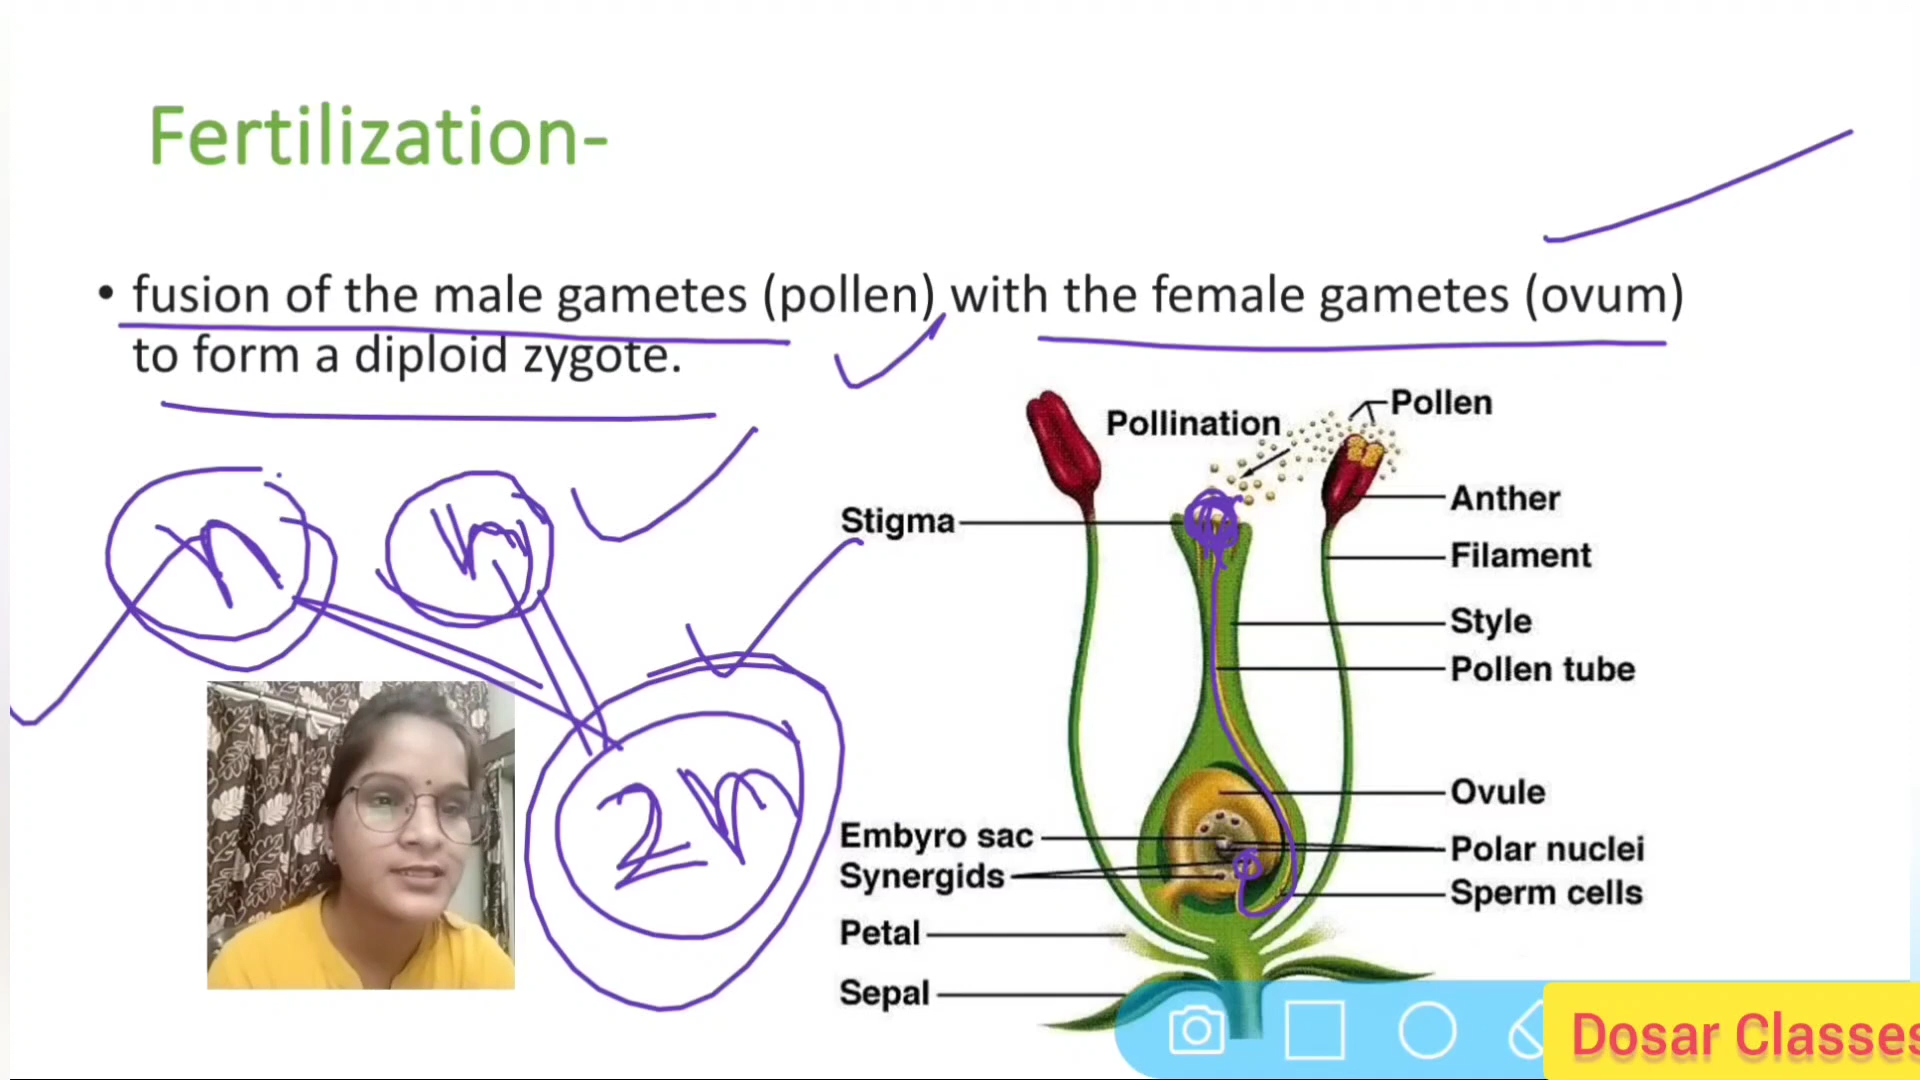 Fertilization-
• fusion of the male gametes (pollen) with the female gametes (ovum)
to form a diploid zygote.
Pollination
Pollen
Stigma
Anther
Filament
Style
Pollen tube
Ovule
Embyro sac
Polar nuclei
Synergids
Sperm cells
Petal
Sepal
n
n
2n
Dosar Classes